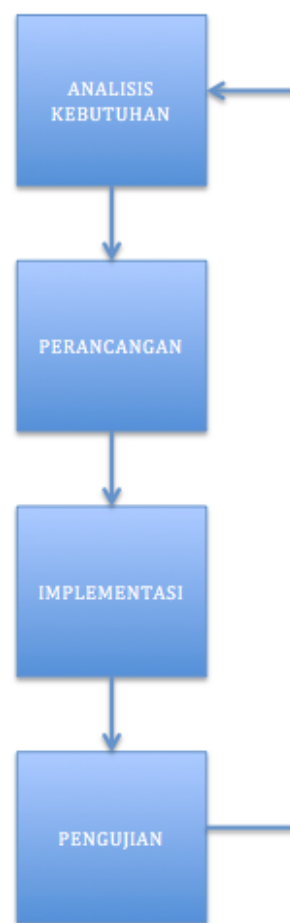 ANALISIS
KEBUTUHAN
PERANCANGAN
IMPLEMENTASI
PENGUJIAN